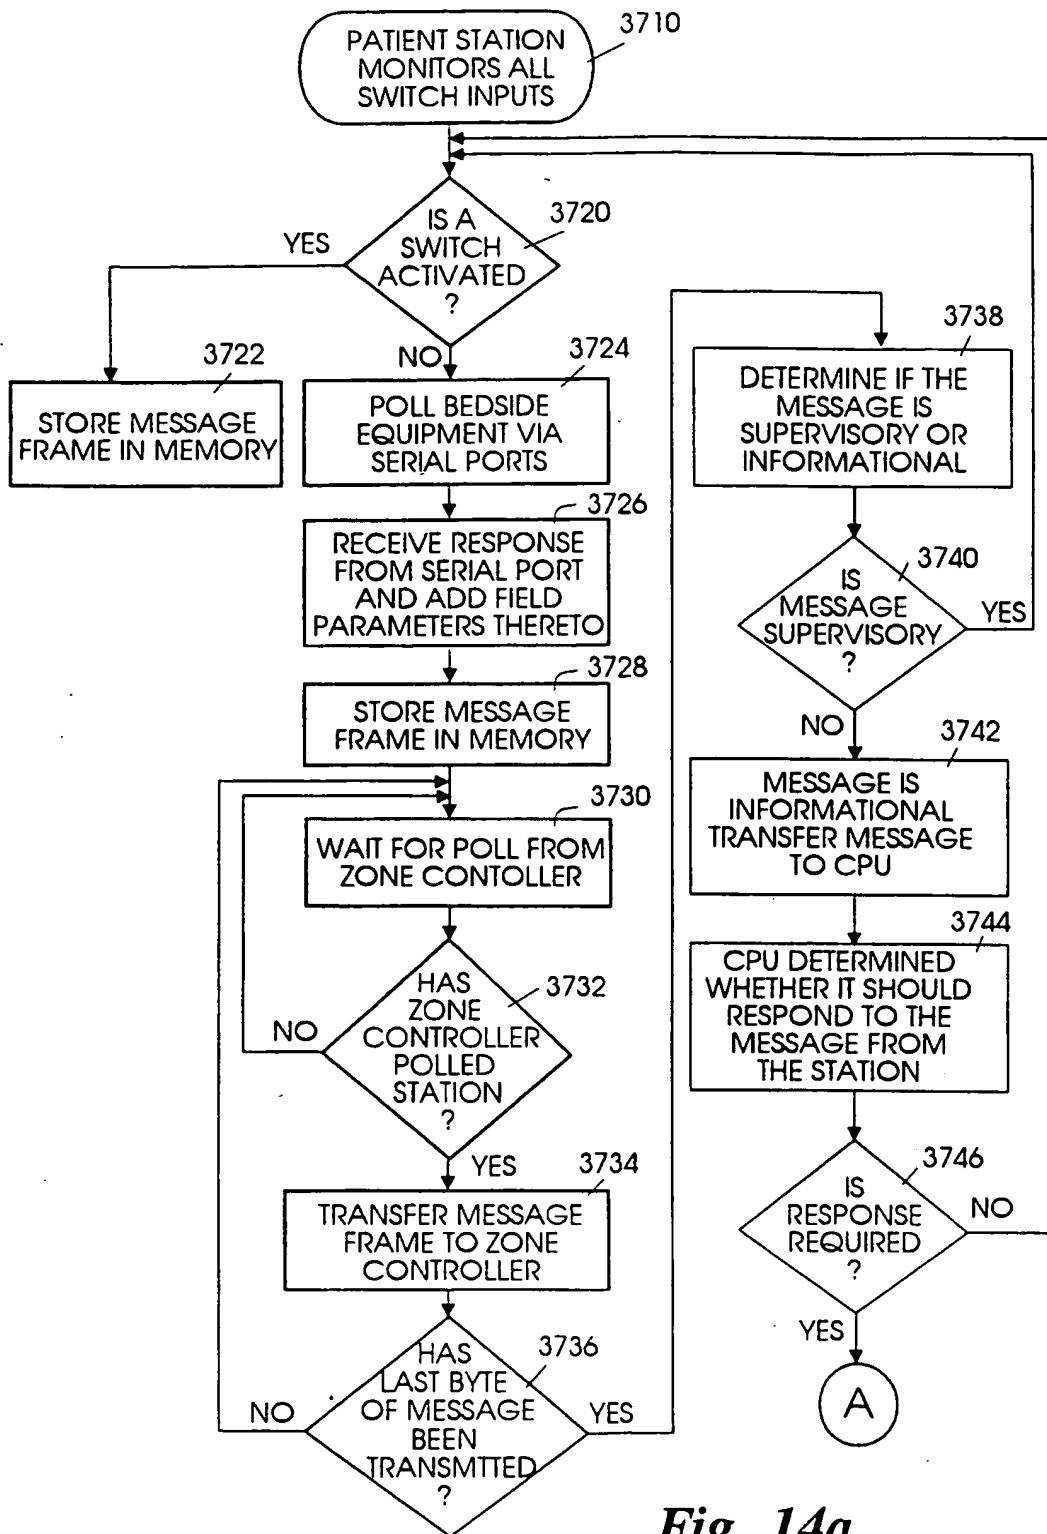 3710
PATIENT STATION
MONITORS ALL
SWITCH INPUTS
3720
IS A
SWITCH
ACTIVATED
?
YES
NO
3722
STORE MESSAGE
FRAME IN MEMORY
3724
POLL BEDSIDE
EQUIPMENT VIA
SERIAL PORTS
3726
RECEIVE RESPONSE
FROM SERIAL PORT
AND ADD FIELD
PARAMETERS THERETO
3728
STORE MESSAGE
FRAME IN MEMORY
3730
WAIT FOR POLL FROM
ZONE CONTOLLER
3732
HAS
ZONE
CONTROLLER
POLLED
STATION
?
NO
YES
3734
TRANSFER MESSAGE
FRAME TO ZONE
CONTROLLER
3736
HAS
LAST BYTE
OF MESSAGE
BEEN
TRANSMTTED
?
NO
YES
3738
DETERMINE IF THE
MESSAGE IS
SUPERVISORY OR
INFORMATIONAL
3740
IS
MESSAGE
SUPERVISORY
?
YES
NO
3742
MESSAGE IS
INFORMATIONAL
TRANSFER MESSAGE
TO CPU
3744
CPU DETERMINED
WHETHER IT SHOULD
RESPOND TO THE
MESSAGE FROM
THE STATION
3746
IS
RESPONSE
REQUIRED
?
NO
YES
A
Fig. 14a